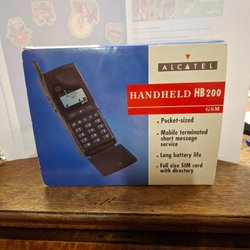 ALCATEL
HANDHELD HB200
GSM
• Pocket-sized
• Mobile terminated
short message
service
• Long battery life
• Full size SIM card
with directory